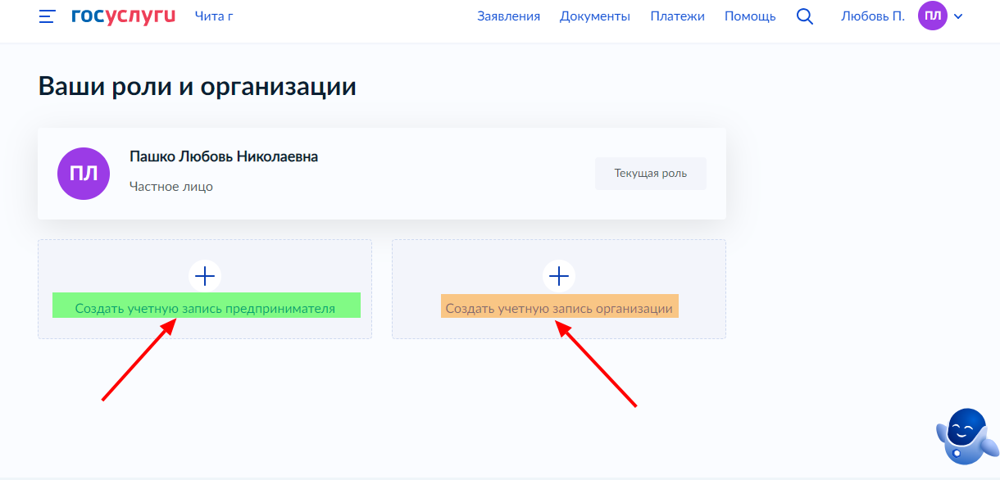 госуслуги Чита г Заявления Документы Платежи Помощь Любовь П. ПЛ
Ваши роли и организации
ПЛ
Пашко Любовь Николаевна
Частное лицо
Текущая роль
Создать учетную запись предпринимателя
Создать учетную запись организации